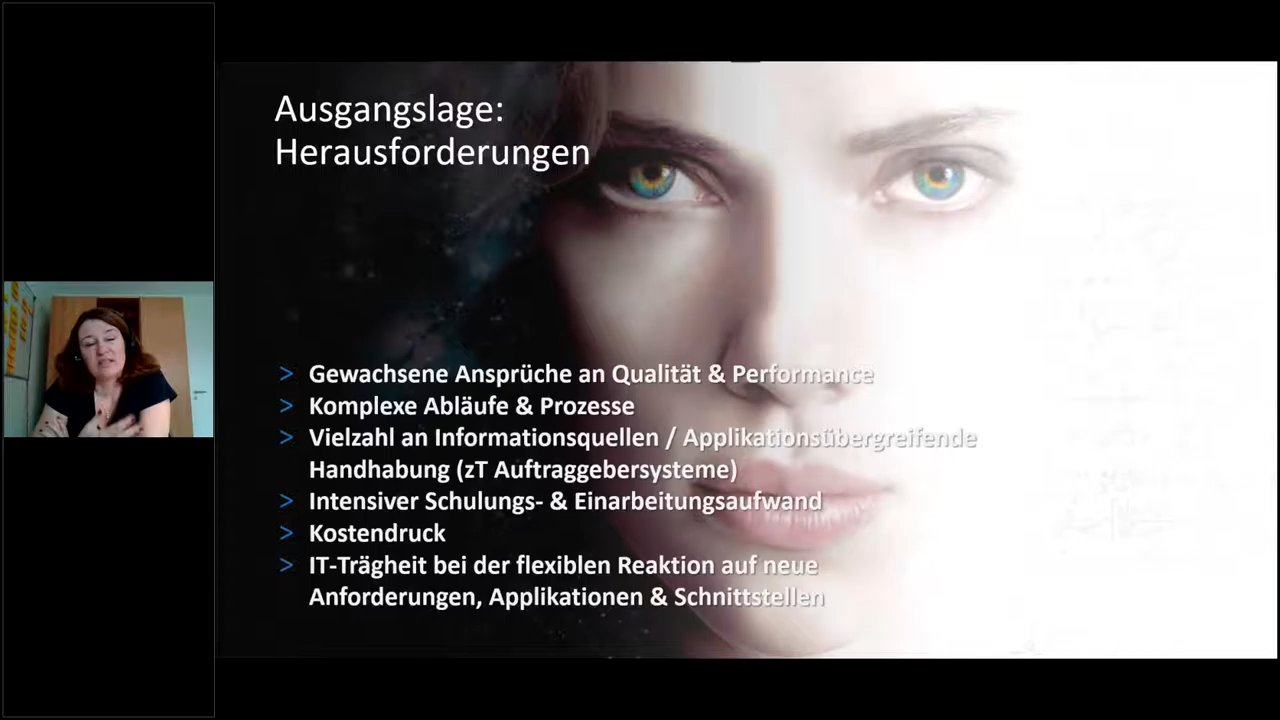 Ausgangslage:
Herausforderungen
> Gewachsene Ansprüche an Qualität & Performance
> Komplexe Abläufe & Prozesse
> Vielzahl an Informationsquellen / Applikationsübergreifende
Handhabung (zT Auftraggebersysteme)
> Intensiver Schulungs- & Einarbeitungsaufwand
> Kostendruck
> IT-Trägheit bei der flexiblen Reaktion auf neue
Anforderungen, Applikationen & Schnittstellen